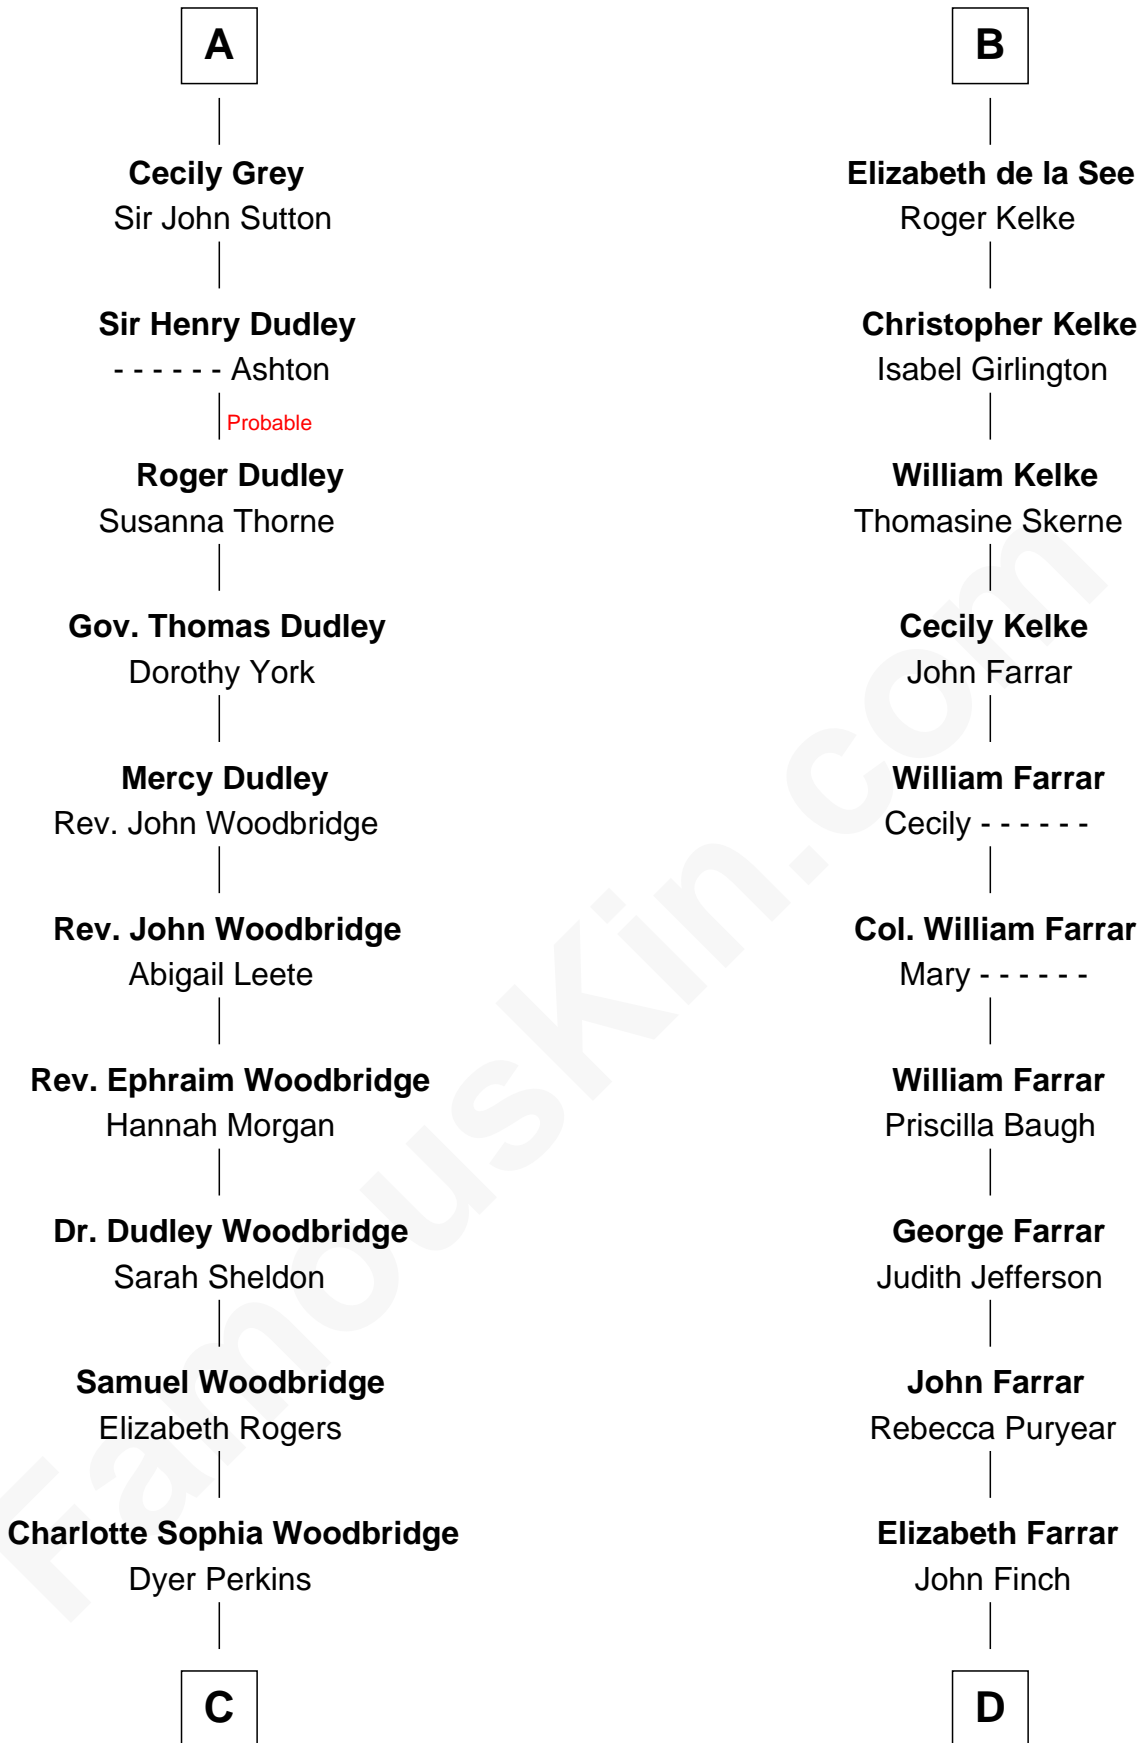 A
Cecily Grey
Sir John Sutton
Sir Henry Dudley
- - - - - - Ashton
Probable
Roger Dudley
Susanna Thorne
Gov. Thomas Dudley
Dorothy York
Mercy Dudley
Rev. John Woodbridge
Rev. John Woodbridge
Abigail Leete
Rev. Ephraim Woodbridge
Hannah Morgan
Dr. Dudley Woodbridge
Sarah Sheldon
Samuel Woodbridge
Elizabeth Rogers
Charlotte Sophia Woodbridge
Dyer Perkins
C
B
Elizabeth de la See
Roger Kelke
Christopher Kelke
Isabel Girlington
William Kelke
Thomasine Skerne
Cecily Kelke
John Farrar
William Farrar
Cecily - - - - - -
Col. William Farrar
Mary - - - - - -
William Farrar
Priscilla Baugh
George Farrar
Judith Jefferson
John Farrar
Rebecca Puryear
Elizabeth Farrar
John Finch
D
FamousKin.com